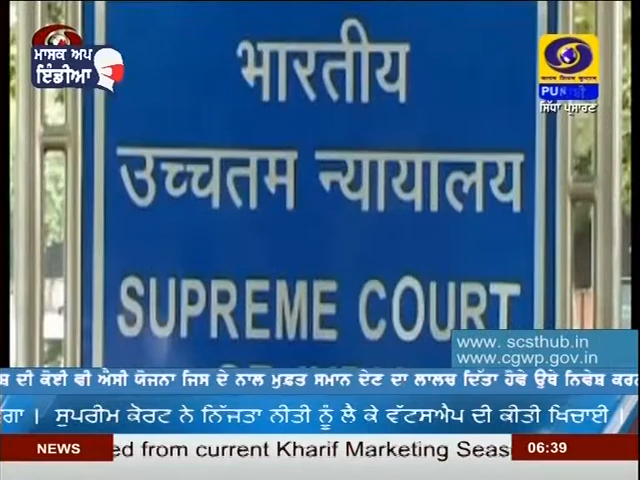 ਮਾਸਕ ਅਪ
ਇੰਡੀਆ
भारतीय
उच्चतम न्यायालय
SUPREME COURT
PUNਜਾਬੀ
ਸਿੱਧਾ ਪ੍ਰਸਾਰਣ
www. scsthub.in
www.cgwp.gov.in
ਦੀ ਕੋਈ ਵੀ ਐਸੀ ਯੋਜਨਾ ਜਿਸ ਦੇ ਨਾਲ ਮੁਫ਼ਤ ਸਮਾਨ ਦੇਣ ਦਾ ਲਾਲਚ ਦਿੱਤਾ ਹੋਵੇ ਉਥੇ ਨਿਵੇਸ਼
। ਸੁਪਰੀਮ ਕੋਰਟ ਨੇ ਨਿੱਜਤਾ ਨੀਤੀ ਨੂੰ ਲੈ ਕੇ ਵੱਟਸਐਪ ਦੀ ਕੀਤੀ ਖਿਚਾਈ ।
NEWS ed from current Kharif Marketing Seas 06:39